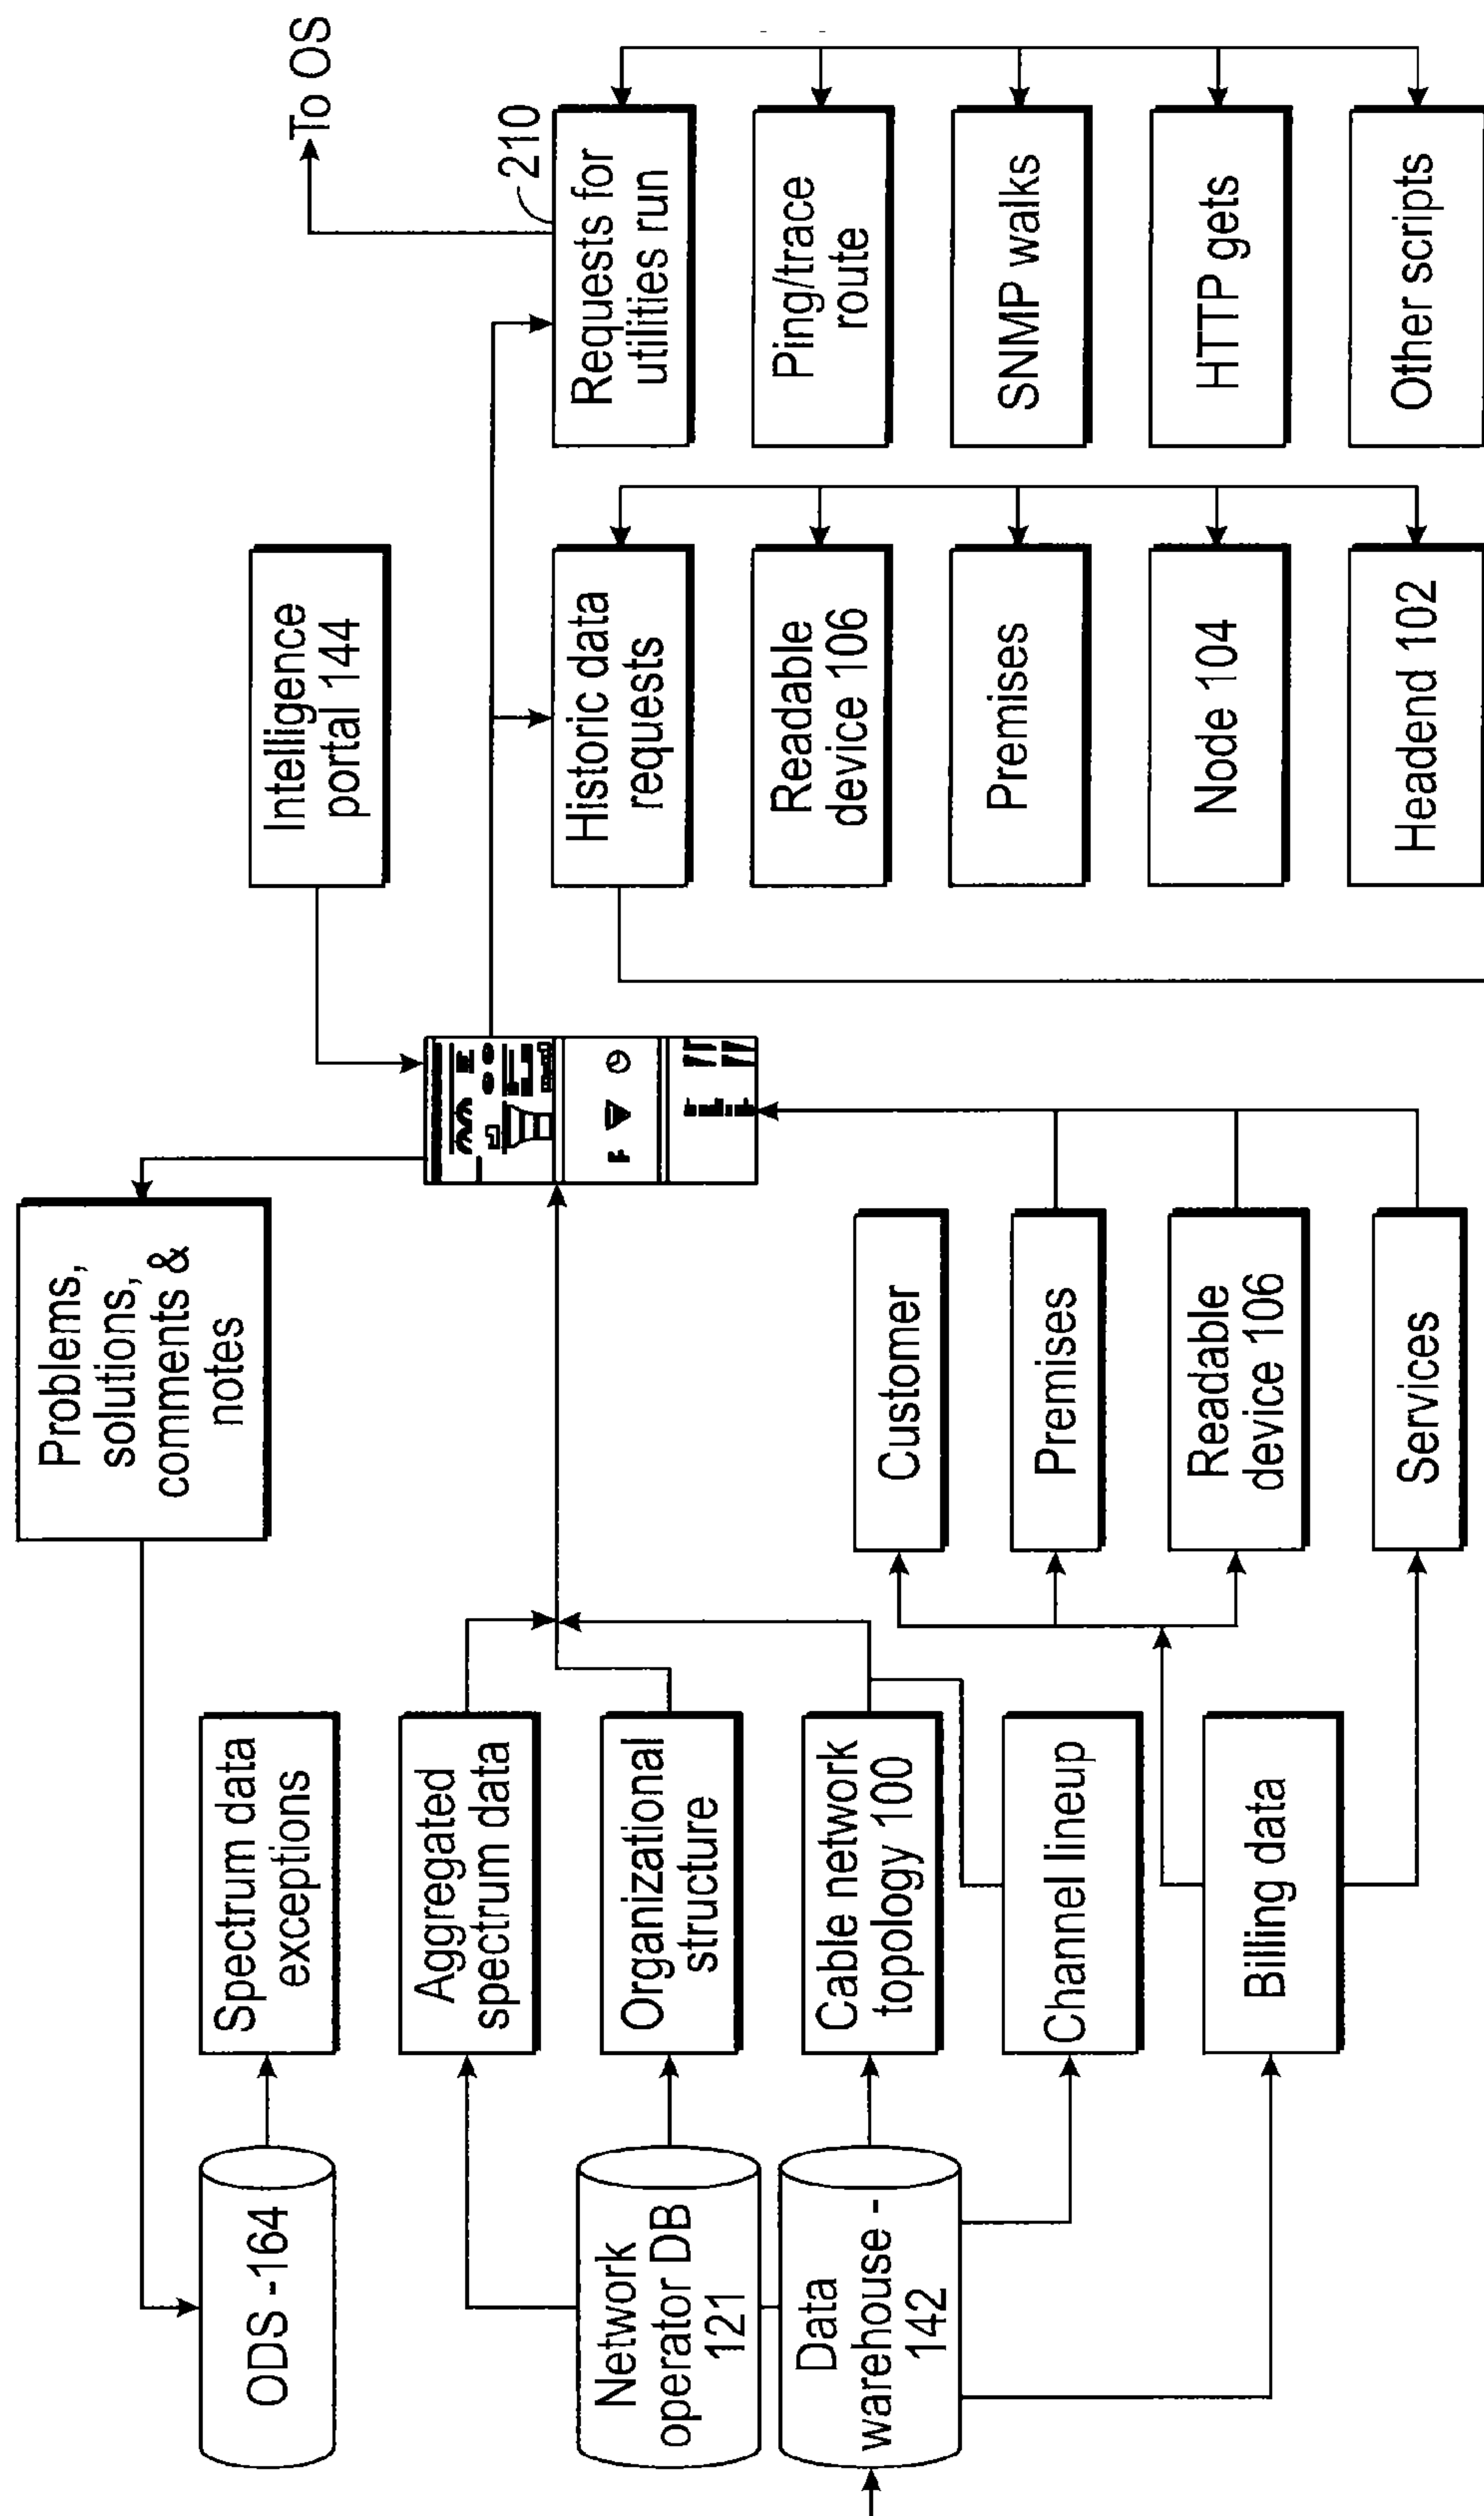 ODS -164
Network
operator DB
121
Data
warehouse -
142
Spectrum data
exceptions
Aggregated
spectrum data
Organizational
structure
Cable network
topology 100
Channel lineup
Billing data
Problems,
solutions,
comments &
notes
Customer
Premises
Readable
device 106
Services
Intelligence
portal 144
Historic data
requests
Readable
device 106
Premises
Node 104
Headend 102
To OS
210
Requests for
utilities run
Ping/trace
route
SNMP walks
HTTP gets
Other scripts